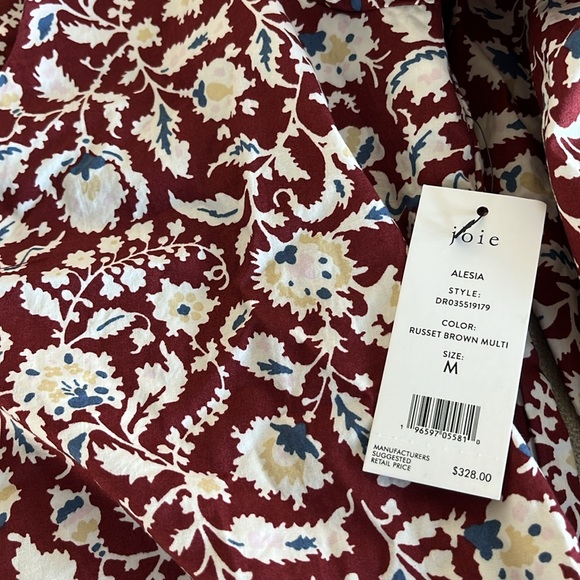 joie
ALESIA
STYLE:
DR035519179
COLOR:
RUSSET BROWN MULTI
SIZE:
M
1 96597 05581 0
MANUFACTURERS
SUGGESTED
RETAIL PRICE
$328.00